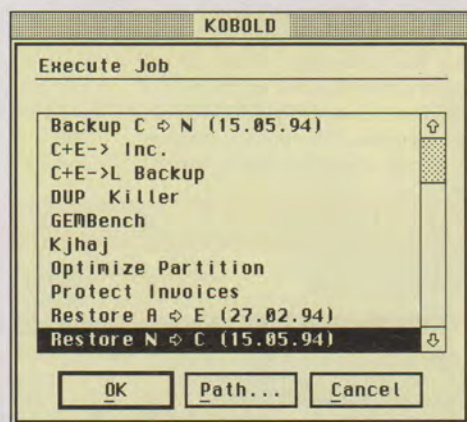 KOBOLD
Execute Job
Backup C ⇨ N (15.05.94)
C+E-> Inc.
C+E->L Backup
DUP  Killer
GEMBench
Kjhaj
Optimize Partition
Protect Invoices
Restore A ⇨ E (27.02.94)
Restore N ⇨ C (15.05.94)
OK
Path...
Cancel